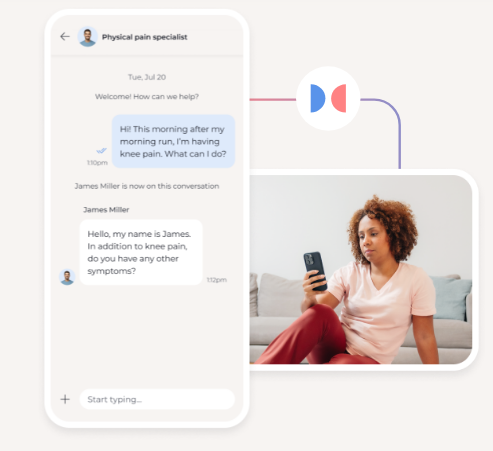 Physical pain specialist
Tue, Jul 20
Welcome! How can we help?
Hi! This morning after my
morning run, I'm having
knee pain. What can I do?
1:10pm
James Miller is now on this conversation
James Miller
Hello, my name is James.
In addition to knee pain,
do you have any other
symptoms?
1:12pm
Start typing...